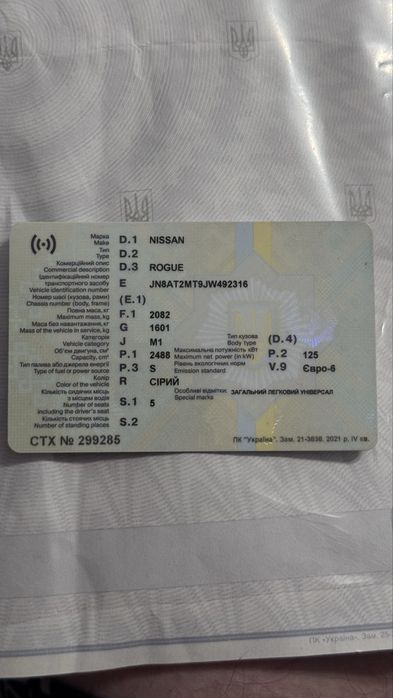 Марка D.1 NISSAN
Make
Тип D.2
Type
Комерційний опис D.3 ROGUE
Commercial description
Ідентифікаційний номер E JN8AT2MT9JW492316
транспортного засобу
Vehicle identification number
Номер шасі (кузова, рами) (E.1)
Chassis number (body, frame)
Повна маса, кг F.1 2082
Maximum mass, kg
Маса без навантаження, кг G 1601
Mass of the vehicle in service, kg
Категорія J M1 Тип кузова (D.4)
Vehicle category Body type
Об'єм двигуна, см³ P.1 2488 Максимальна потужність кВт P.2 125
Capacity, cm³ Maximum net. power (in kW)
Тип палива або джерела енергії P.3 S Рівень екологічних норм V.9 Євро-6
Type of fuel or power source Emission standard
Колір R СІРИЙ Особливі відмітки ЗАГАЛЬНИЙ ЛЕГКОВИЙ УНІВЕРСАЛ
Color of the vehicle Special marks
Кількість сидячих місць
з місцем водія S.1 5
Number of seats
including the driver's seat
Кількість стоячих місць S.2
Number of standing places
СТХ № 299285 ПК "Україна". Зам. 21-3838. 2021 р. IV кв.
ПК «Україна». Зам. 25-